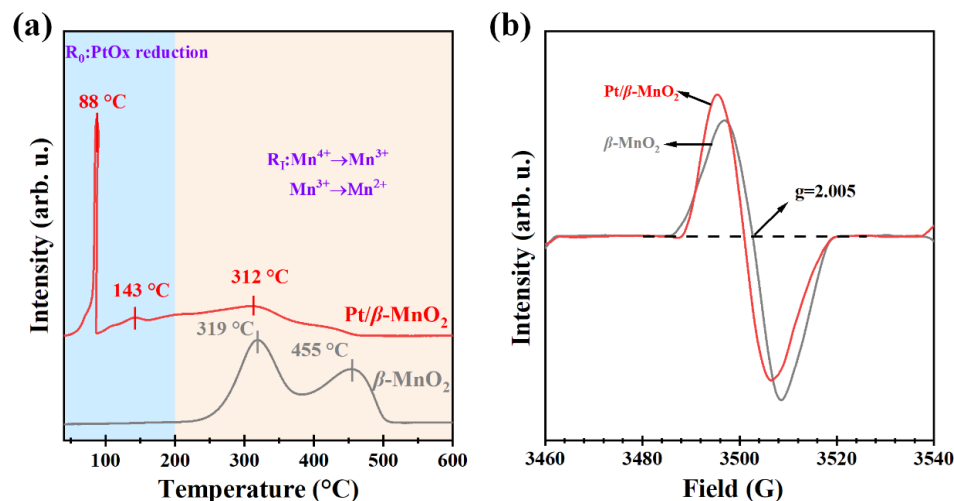 (a)
R₀:PtOx reduction
88 °C
R_T:Mn⁴⁺→Mn³⁺
Mn³⁺→Mn²⁺
143 °C
312 °C
Pt/β-MnO₂
319 °C
455 °C
β-MnO₂
Intensity (arb. u.)
100 200 300 400 500 600
Temperature (°C)
(b)
Pt/β-MnO₂
β-MnO₂
g=2.005
Intensity (arb. u.)
3460 3480 3500 3520 3540
Field (G)